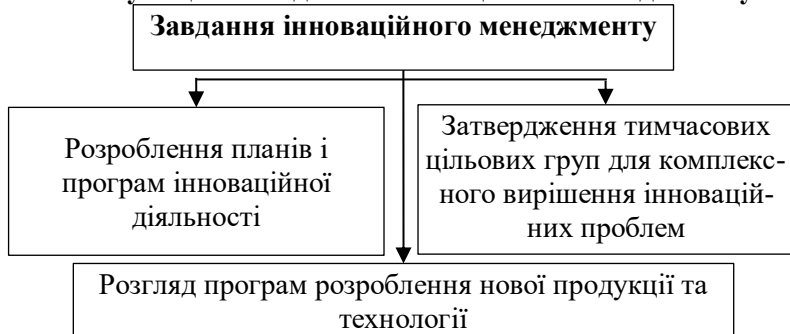 Завдання інноваційного менеджменту
Розроблення планів і
програм інноваційної
діяльності
Затвердження тимчасових
цільових груп для комплекс-
ного вирішення інновацій-
них проблем
Розгляд програм розроблення нової продукції та
технології